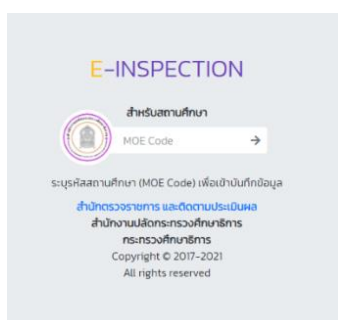 E-INSPECTION
สำหรับสถานศึกษา
MOE Code
ระบุรหัสสถานศึกษา (MOE Code) เพื่อเข้าบันทึกข้อมูล
สำนักตรวจราชการ และติดตามประเมินผล
สำนักงานปลัดกระทรวงศึกษาธิการ
กระทรวงศึกษาธิการ
Copyright © 2017-2021
All rights reserved